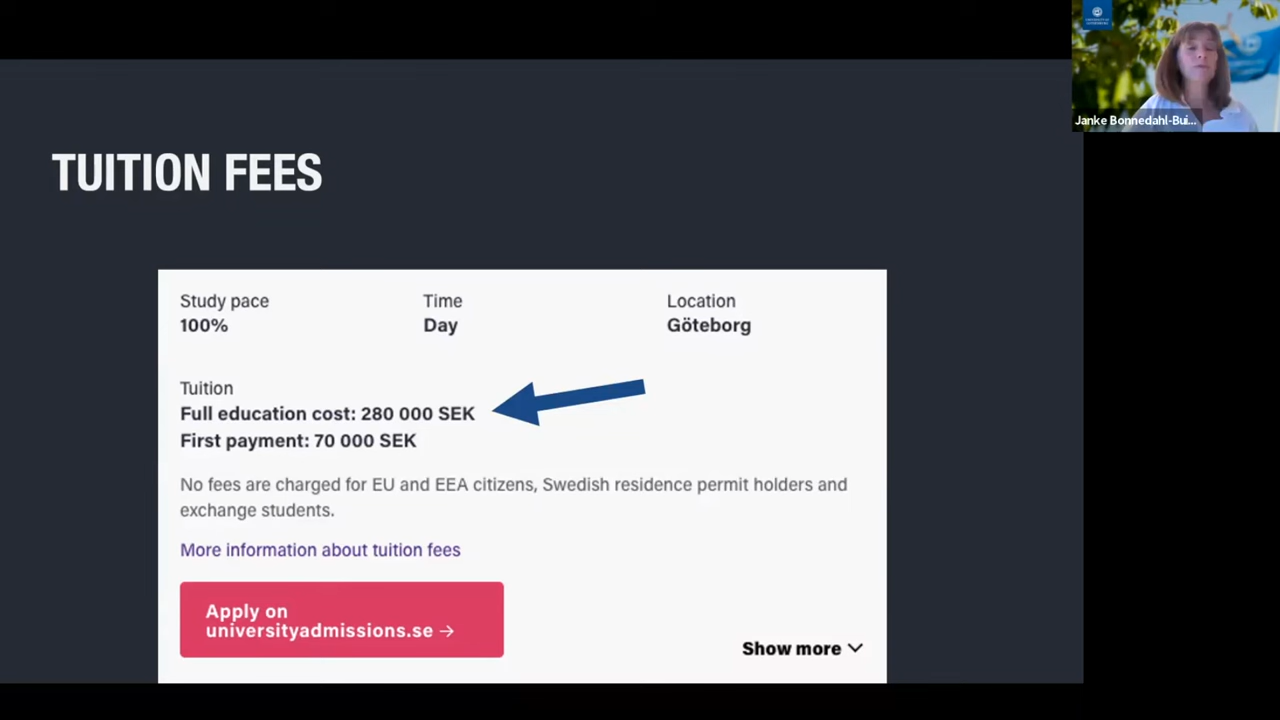 TUITION FEES
Study pace
100%
Time
Day
Location
Göteborg
Tuition
Full education cost: 280 000 SEK
First payment: 70 000 SEK
No fees are charged for EU and EEA citizens, Swedish residence permit holders and
exchange students.
More information about tuition fees
Apply on
universityadmissions.se →
Show more
Janke Bonnedahl-Bui...